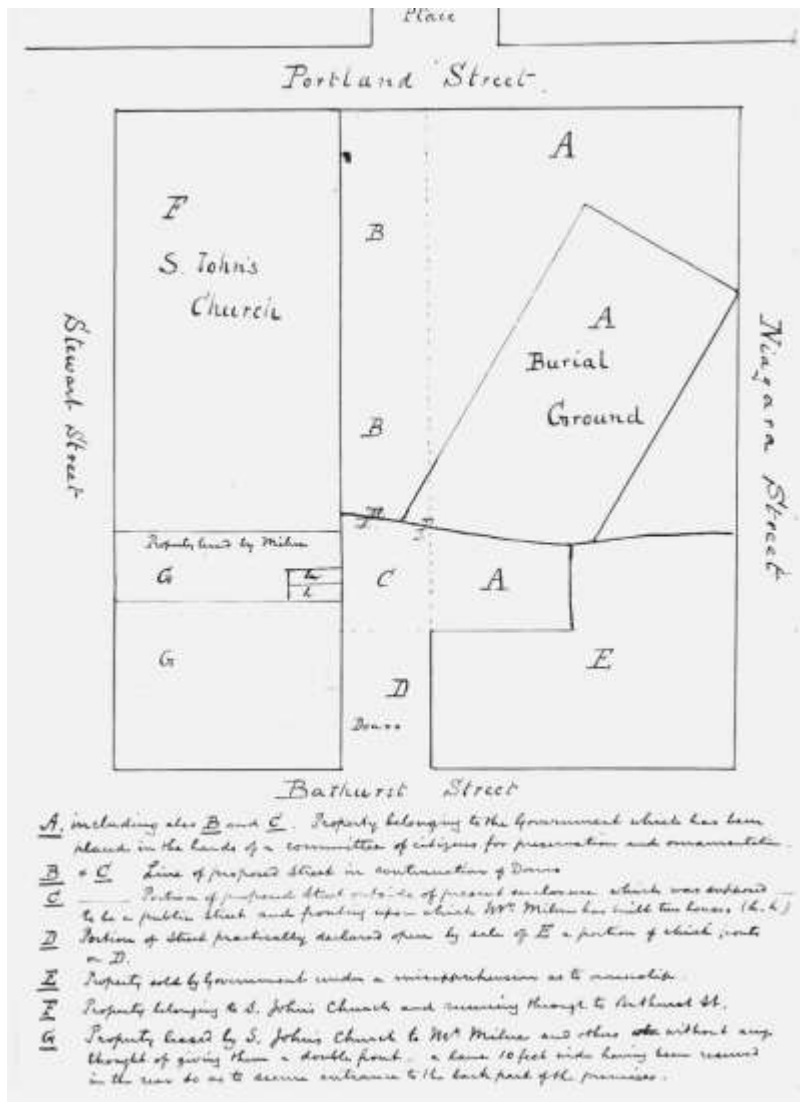 Place
Portland Street
A
F
B
S. John's
Church
A
Burial
Ground
Stewart Street
Niagara Street
B
Property leased by Milne
G
h
h
C
A
G
E
D
Douro
Bathurst Street
A. including also B and C. Property belonging to the Government which has been
placed in the hands of a committee of citizens for preservation and ornamentation.
B & C Line of proposed Street in continuation of Douro
C Portion of proposed Street outside of present enclosure which was supposed
to be a public street and fronting upon which Mr. Milne has built two houses (h.h)
D Portion of Street practically declared open by sale of E a portion of which fronts
on D.
E Property sold by Government under a misapprehension as to ownership.
F Property belonging to S. John's Church and running through to Bathurst St.
G Property leased by S. John's Church to Mr Milne and others without any
thought of giving them a double front. a lane 10 feet wide having been reserved
in the rear so as to secure entrance to the back part of the premises.